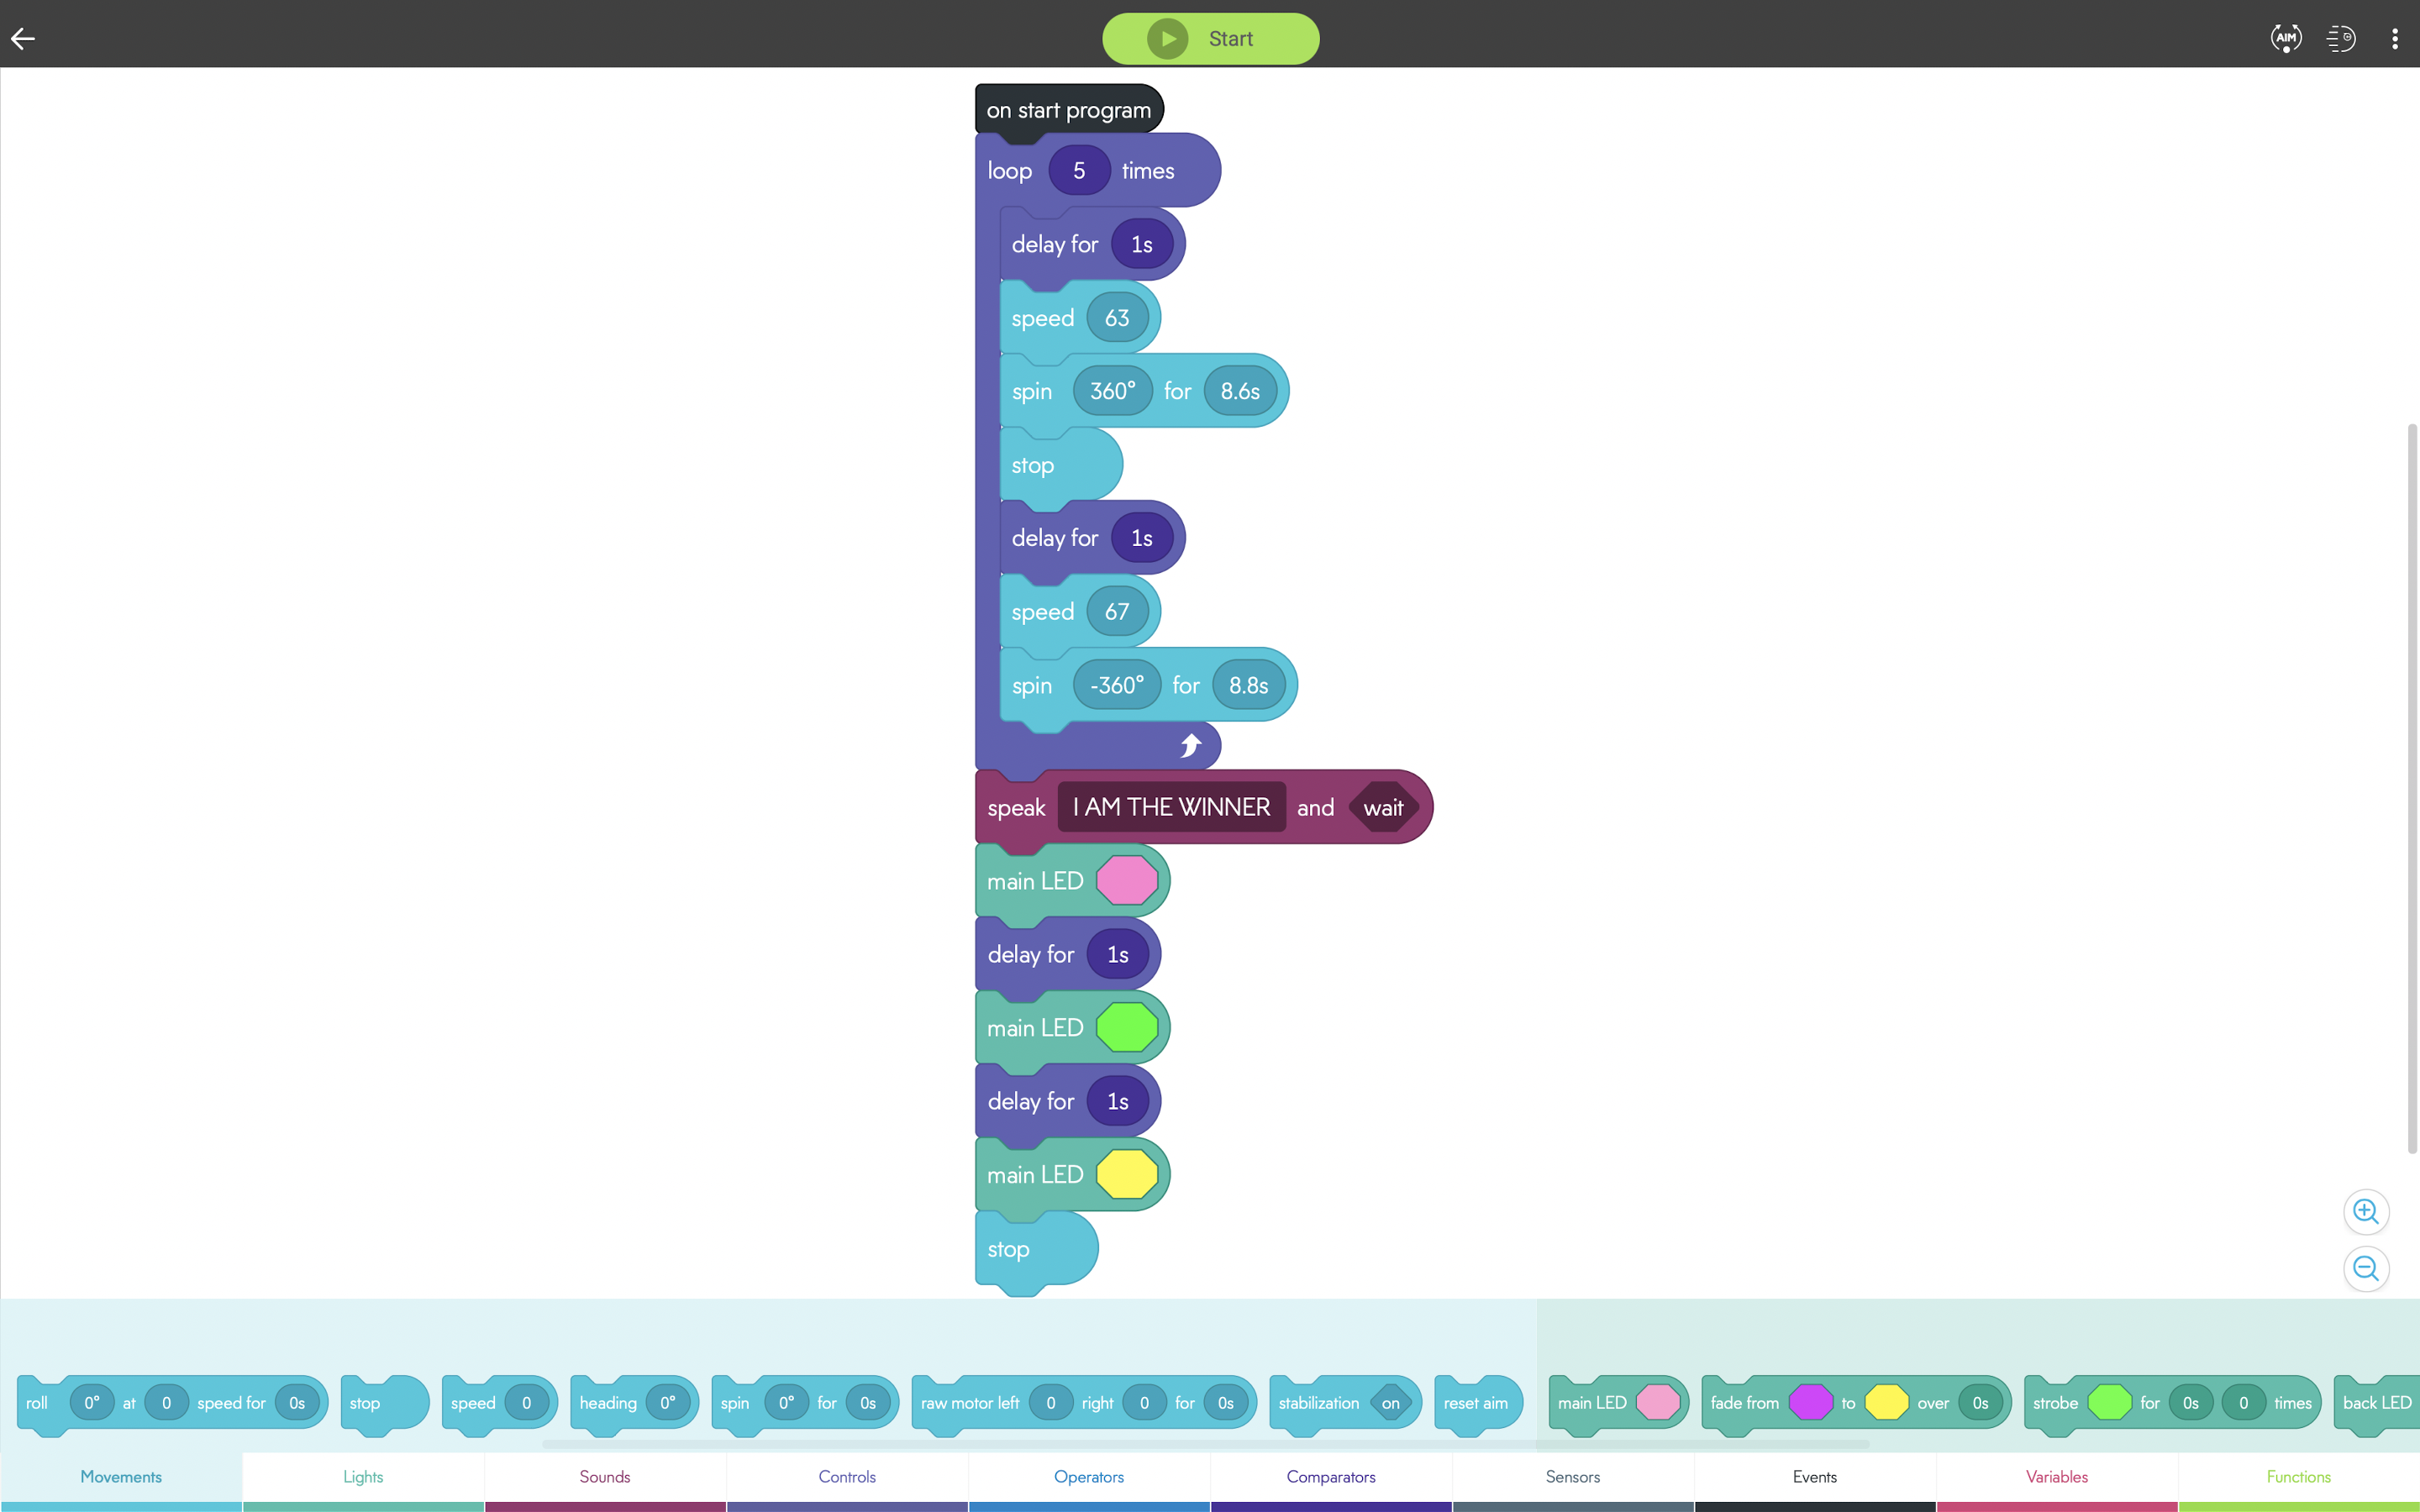 Start
AIM
on start program
loop 5 times
delay for 1s
speed 63
spin 360° for 8.6s
stop
delay for 1s
speed 67
spin -360° for 8.8s
speak I AM THE WINNER and wait
main LED
delay for 1s
main LED
delay for 1s
main LED
stop
roll 0° at 0 speed for 0s stop speed 0 heading 0° spin 0° for 0s raw motor left 0 right 0 for 0s stabilization on reset aim main LED fade from to over 0s strobe for 0s 0 times back LED
Movements Lights Sounds Controls Operators Comparators Sensors Events Variables Functions